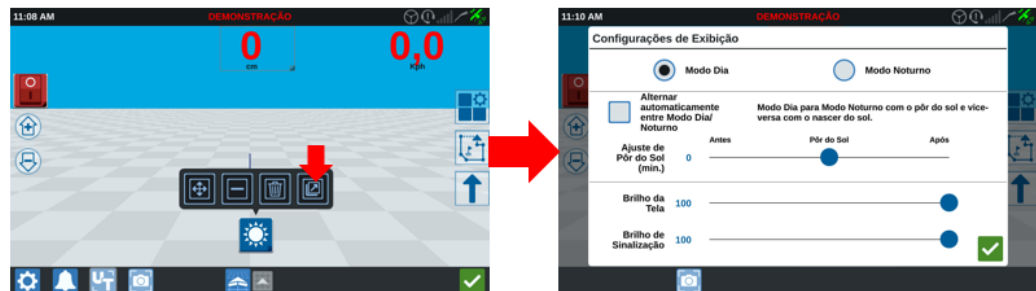 11:08 AM
DEMONSTRAÇÃO
0
cm
0,0
Kph
UT
11:10 AM
DEMONSTRAÇÃO
Configurações de Exibição
Modo Dia
Modo Noturno
Alternar
automaticamente
entre Modo Dia/
Noturno
Modo Dia para Modo Noturno com o pôr do sol e vice-
versa com o nascer do sol.
Ajuste de
Pôr do Sol
(min.)
0
Antes
Pôr do Sol
Após
Brilho da
Tela
100
Brilho de
Sinalização
100